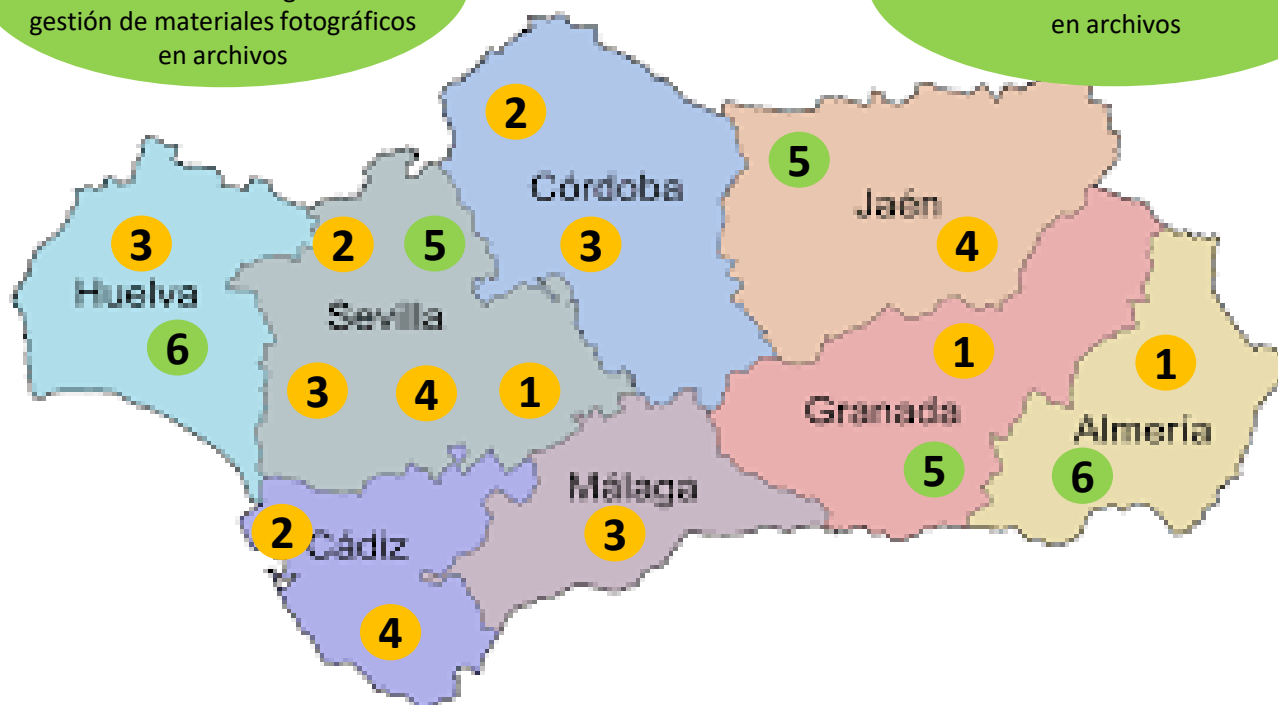 gestión de materiales fotográficos
en archivos
en archivos
2
5
Córdoba
Jaén
3
2
5
3
4
Huelva
Sevilla
6
1
1
3
4
1
Granada
Almería
5
6
Málaga
2
Cádiz
3
4